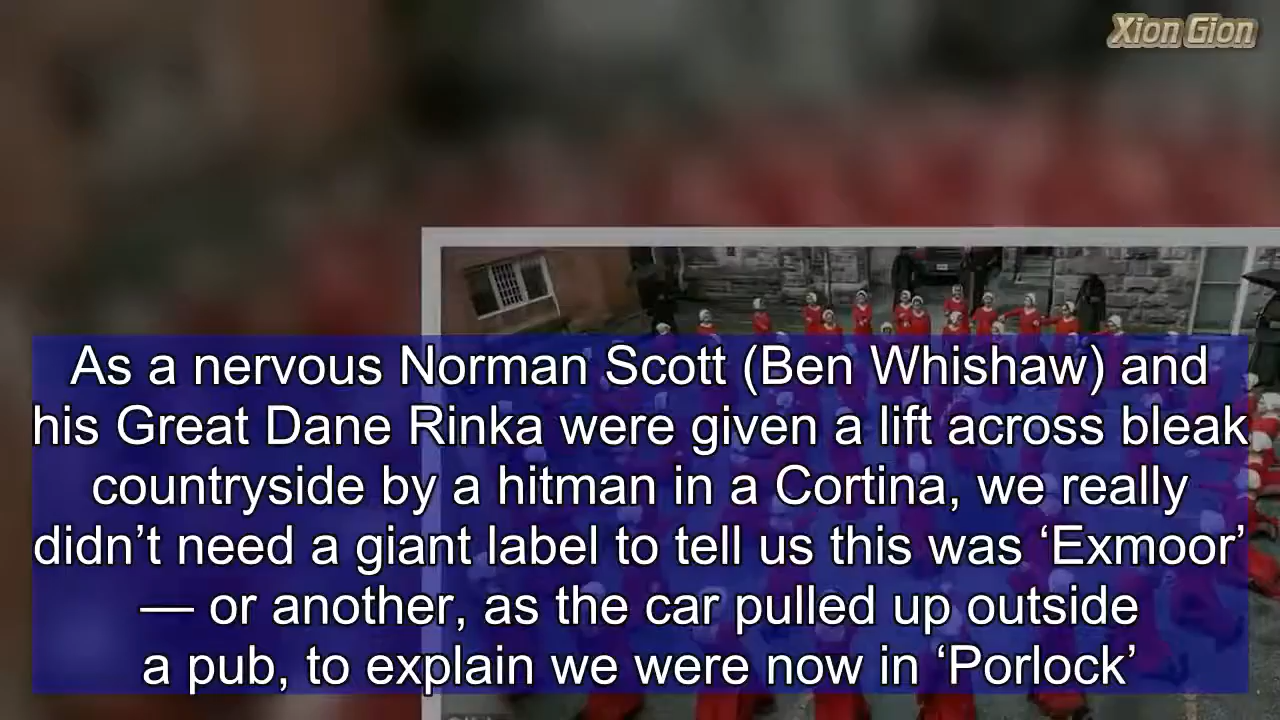 Xion Gion
As a nervous Norman Scott (Ben Whishaw) and
his Great Dane Rinka were given a lift across bleak
countryside by a hitman in a Cortina, we really
didn’t need a giant label to tell us this was ‘Exmoor’
— or another, as the car pulled up outside
a pub, to explain we were now in ‘Porlock’